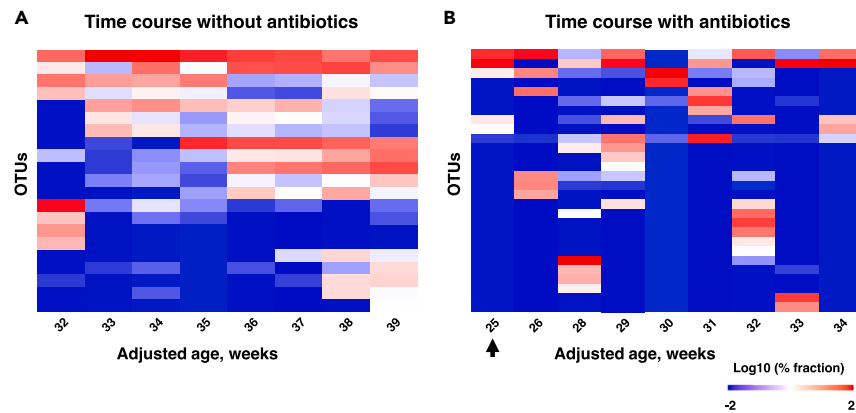 A
Time course without antibiotics
OTUs
32 33 34 35 36 37 38 39
Adjusted age, weeks
B
Time course with antibiotics
OTUs
25 26 28 29 30 31 32 33 34
Adjusted age, weeks
Log10 (% fraction)
-2 2